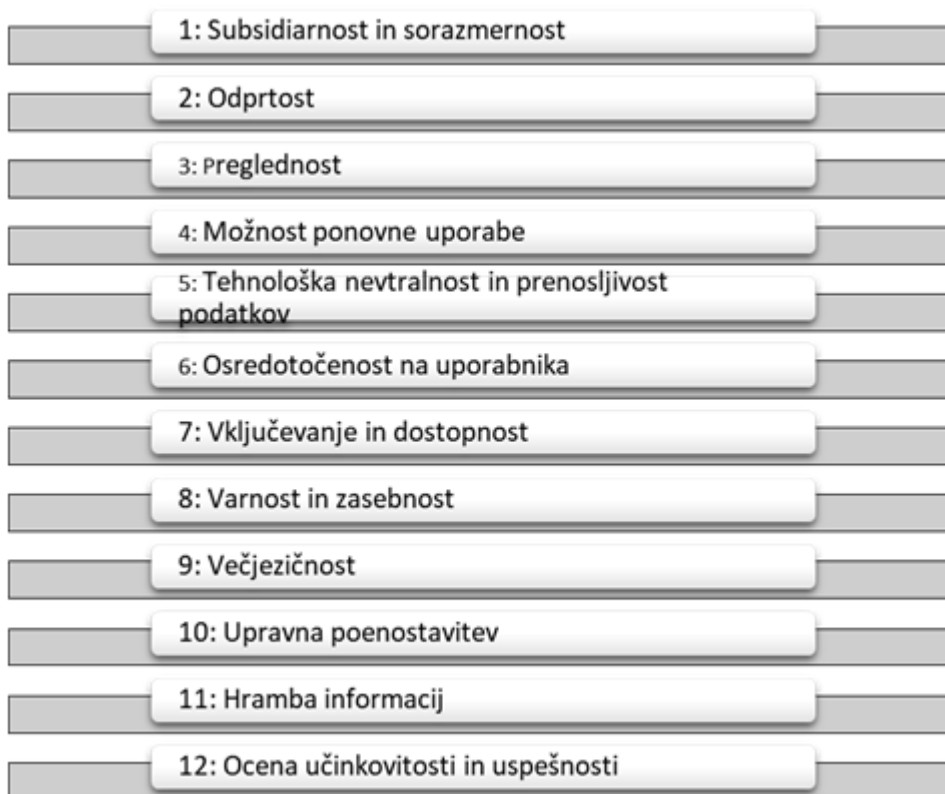 1: Subsidiarnost in sorazmernost
2: Odprtost
3: Preglednost
4: Možnost ponovne uporabe
5: Tehnološka nevtralnost in prenosljivost
podatkov
6: Osredotočenost na uporabnika
7: Vključevanje in dostopnost
8: Varnost in zasebnost
9: Večjezičnost
10: Upravna poenostavitev
11: Hramba informacij
12: Ocena učinkovitosti in uspešnosti